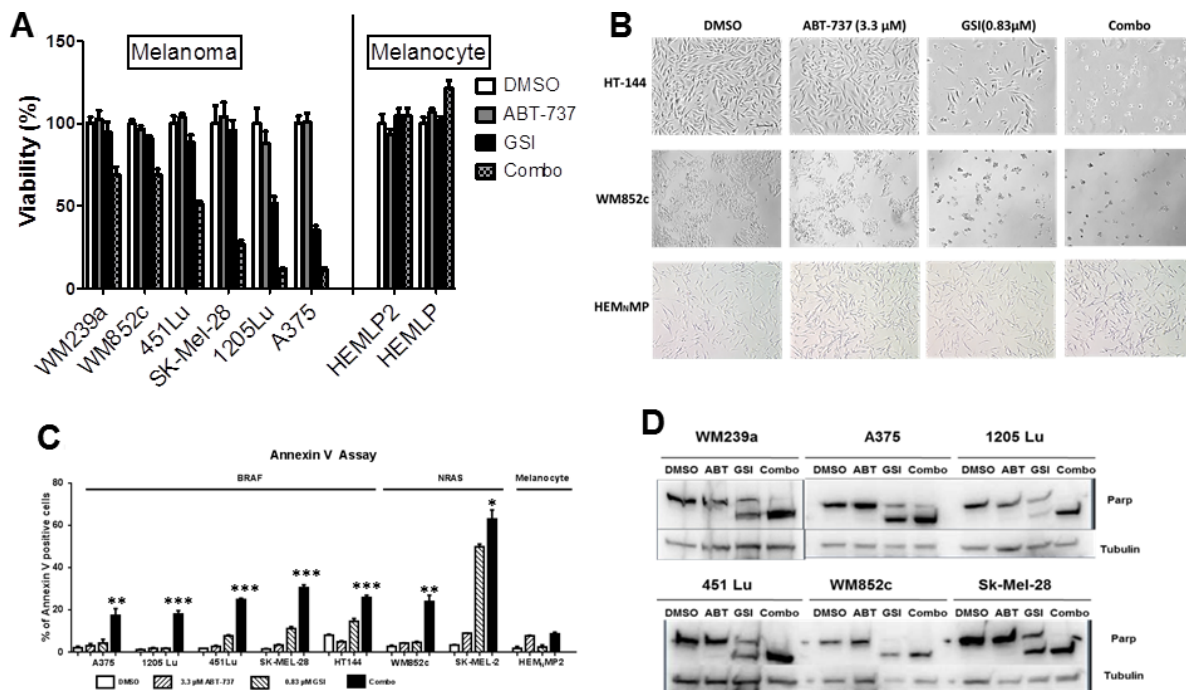 A
Melanoma
Melanocyte
150
100
50
0
Viability (%)
DMSO
ABT-737
GSI
Combo
WM239a
WM852c
451Lu
SK-Mel-28
1205Lu
A375
HEMLP2
HEMLP
B
DMSO
ABT-737 (3.3 µM)
GSI(0.83µM)
Combo
HT-144
WM852c
HEMNMP
C
Annexin V Assay
BRAF
NRAS
Melanocyte
% of Annexin V positive cells
80
60
40
20
0
**
***
***
***
***
**
*
A375
1205 Lu
451Lu
SK-MEL-28
HT144
WM852c
SK-MEL-2
HEMNMP2
DMSO
3.3 µM ABT-737
0.83 µM GSI
Combo
D
WM239a
A375
1205 Lu
DMSO ABT GSI Combo
DMSO ABT GSI Combo
DMSO ABT GSI Combo
Parp
Tubulin
451 Lu
WM852c
Sk-Mel-28
DMSO ABT GSI Combo
DMSO ABT GSI Combo
DMSO ABT GSI Combo
Parp
Tubulin